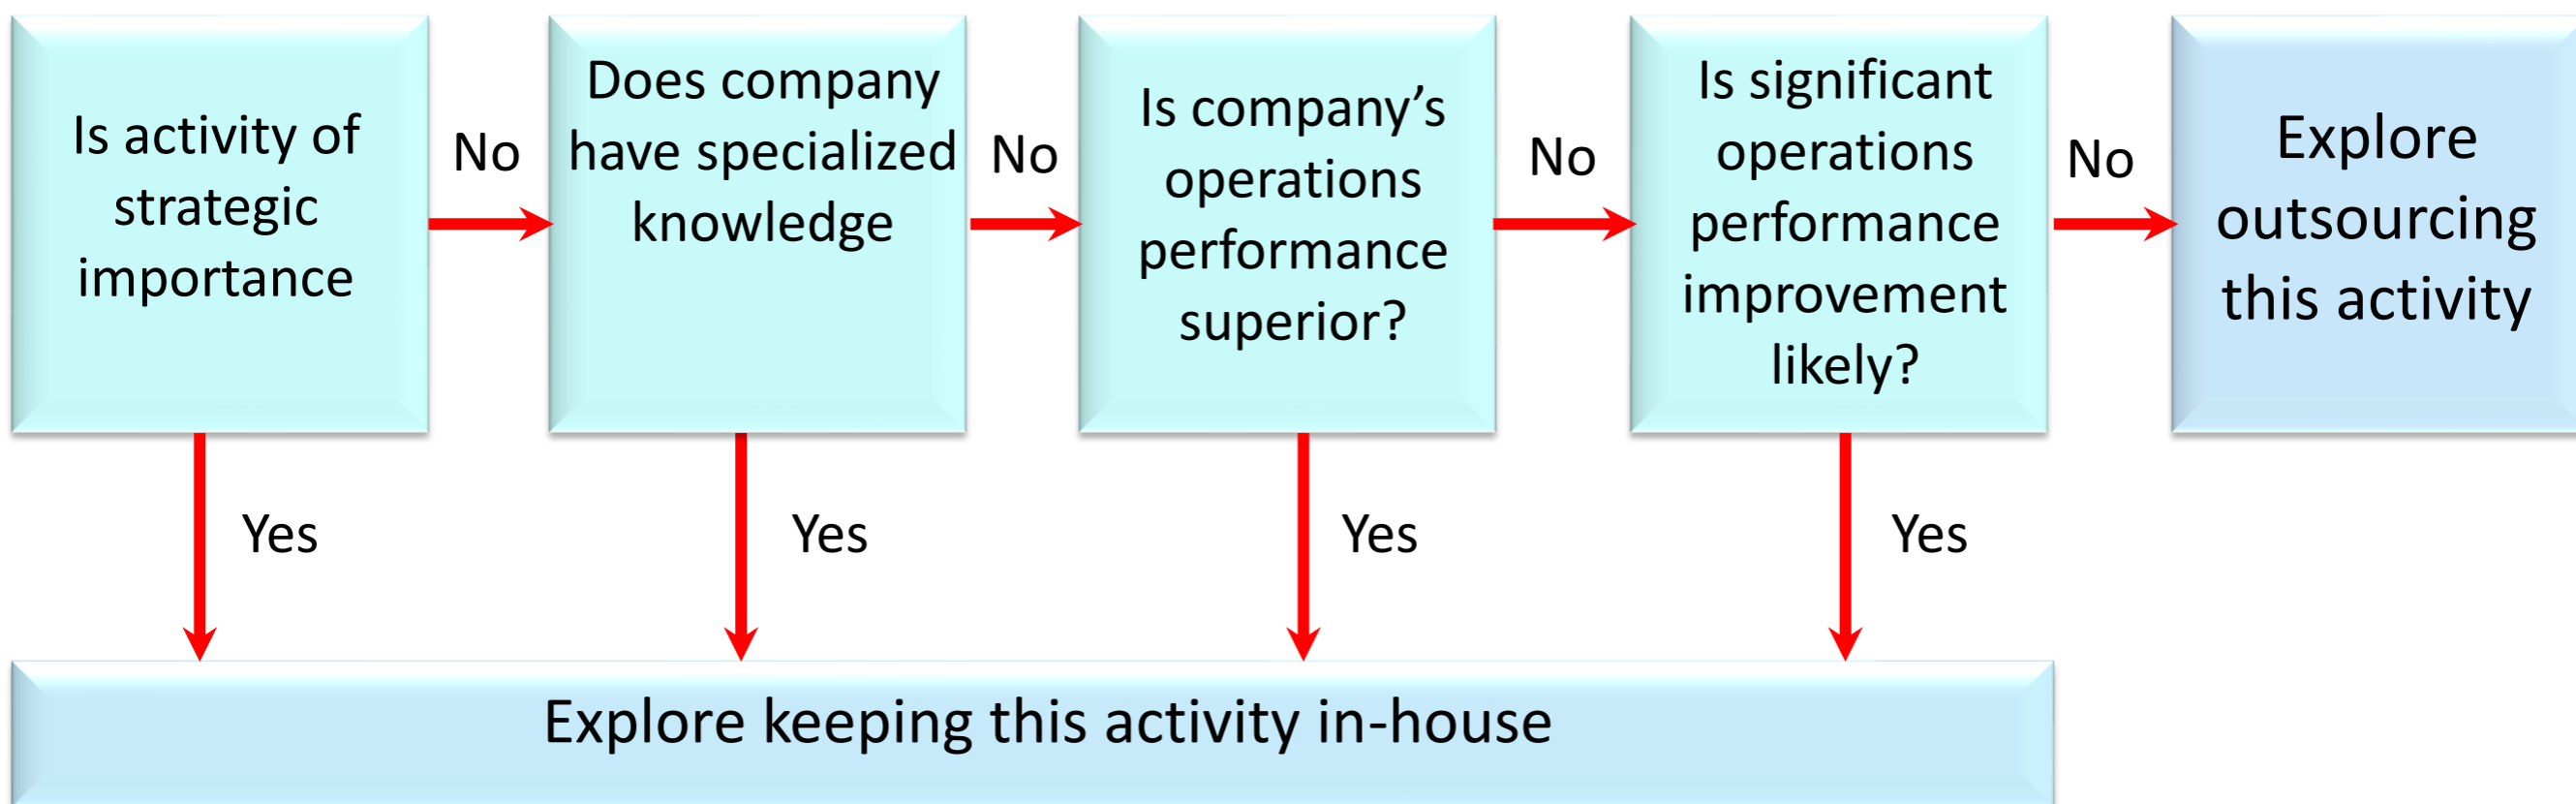 Is activity of
strategic
importance
No
Does company
have specialized
knowledge
No
Is company’s
operations
performance
superior?
No
Is significant
operations
performance
improvement
likely?
No
Explore
outsourcing
this activity
Yes
Yes
Yes
Yes
Explore keeping this activity in-house